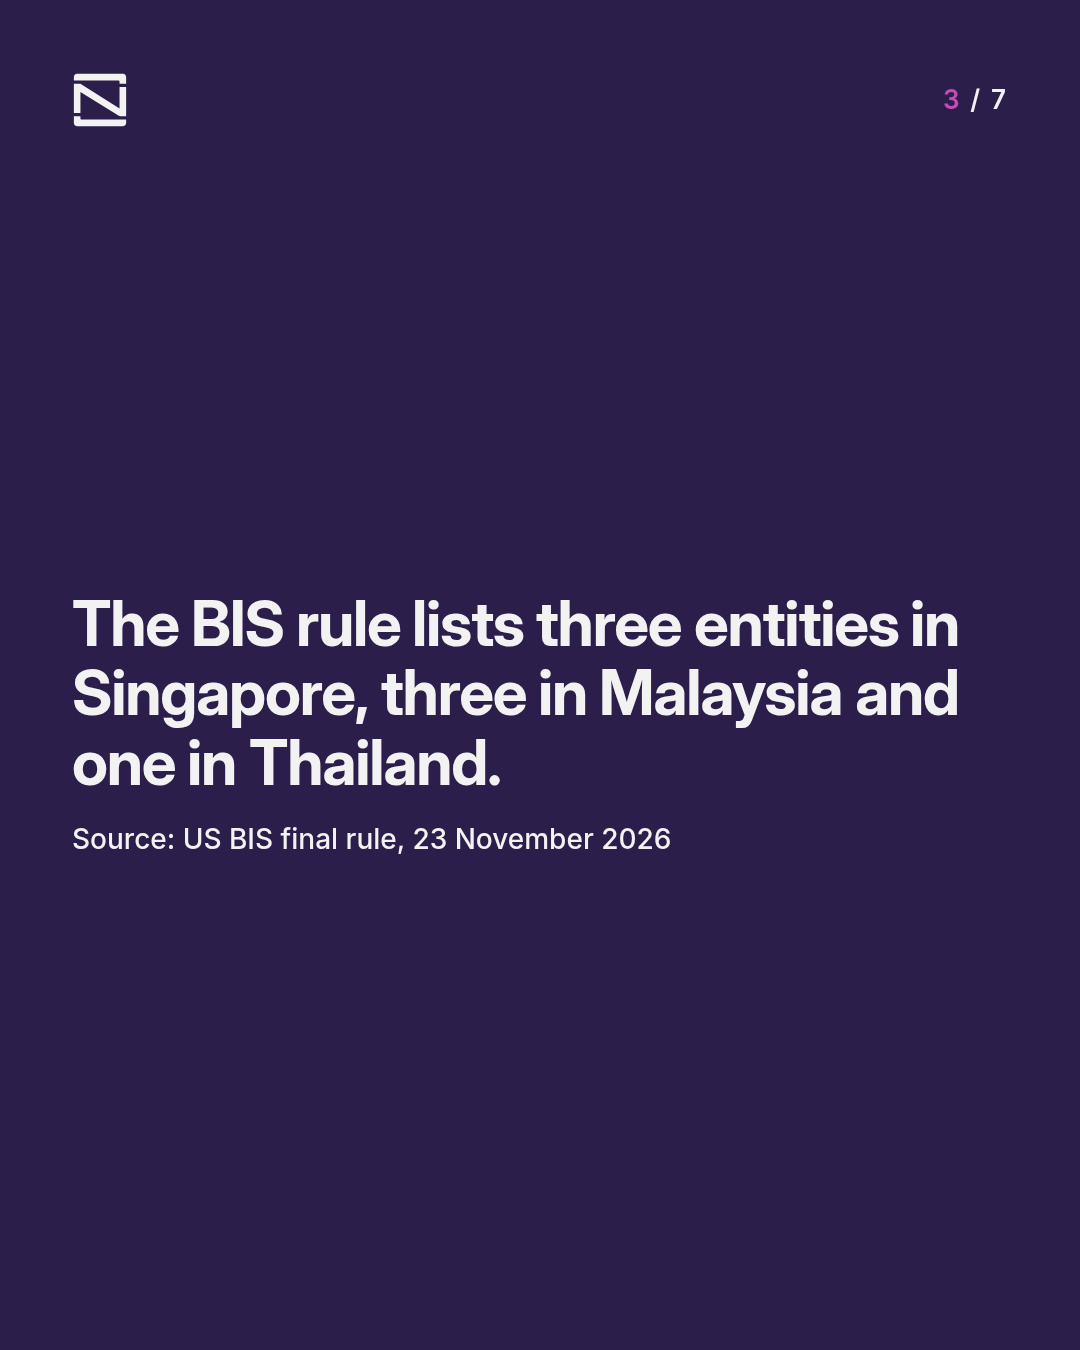 3 / 7
The BIS rule lists three entities in
Singapore, three in Malaysia and
one in Thailand.
Source: US BIS final rule, 23 November 2026